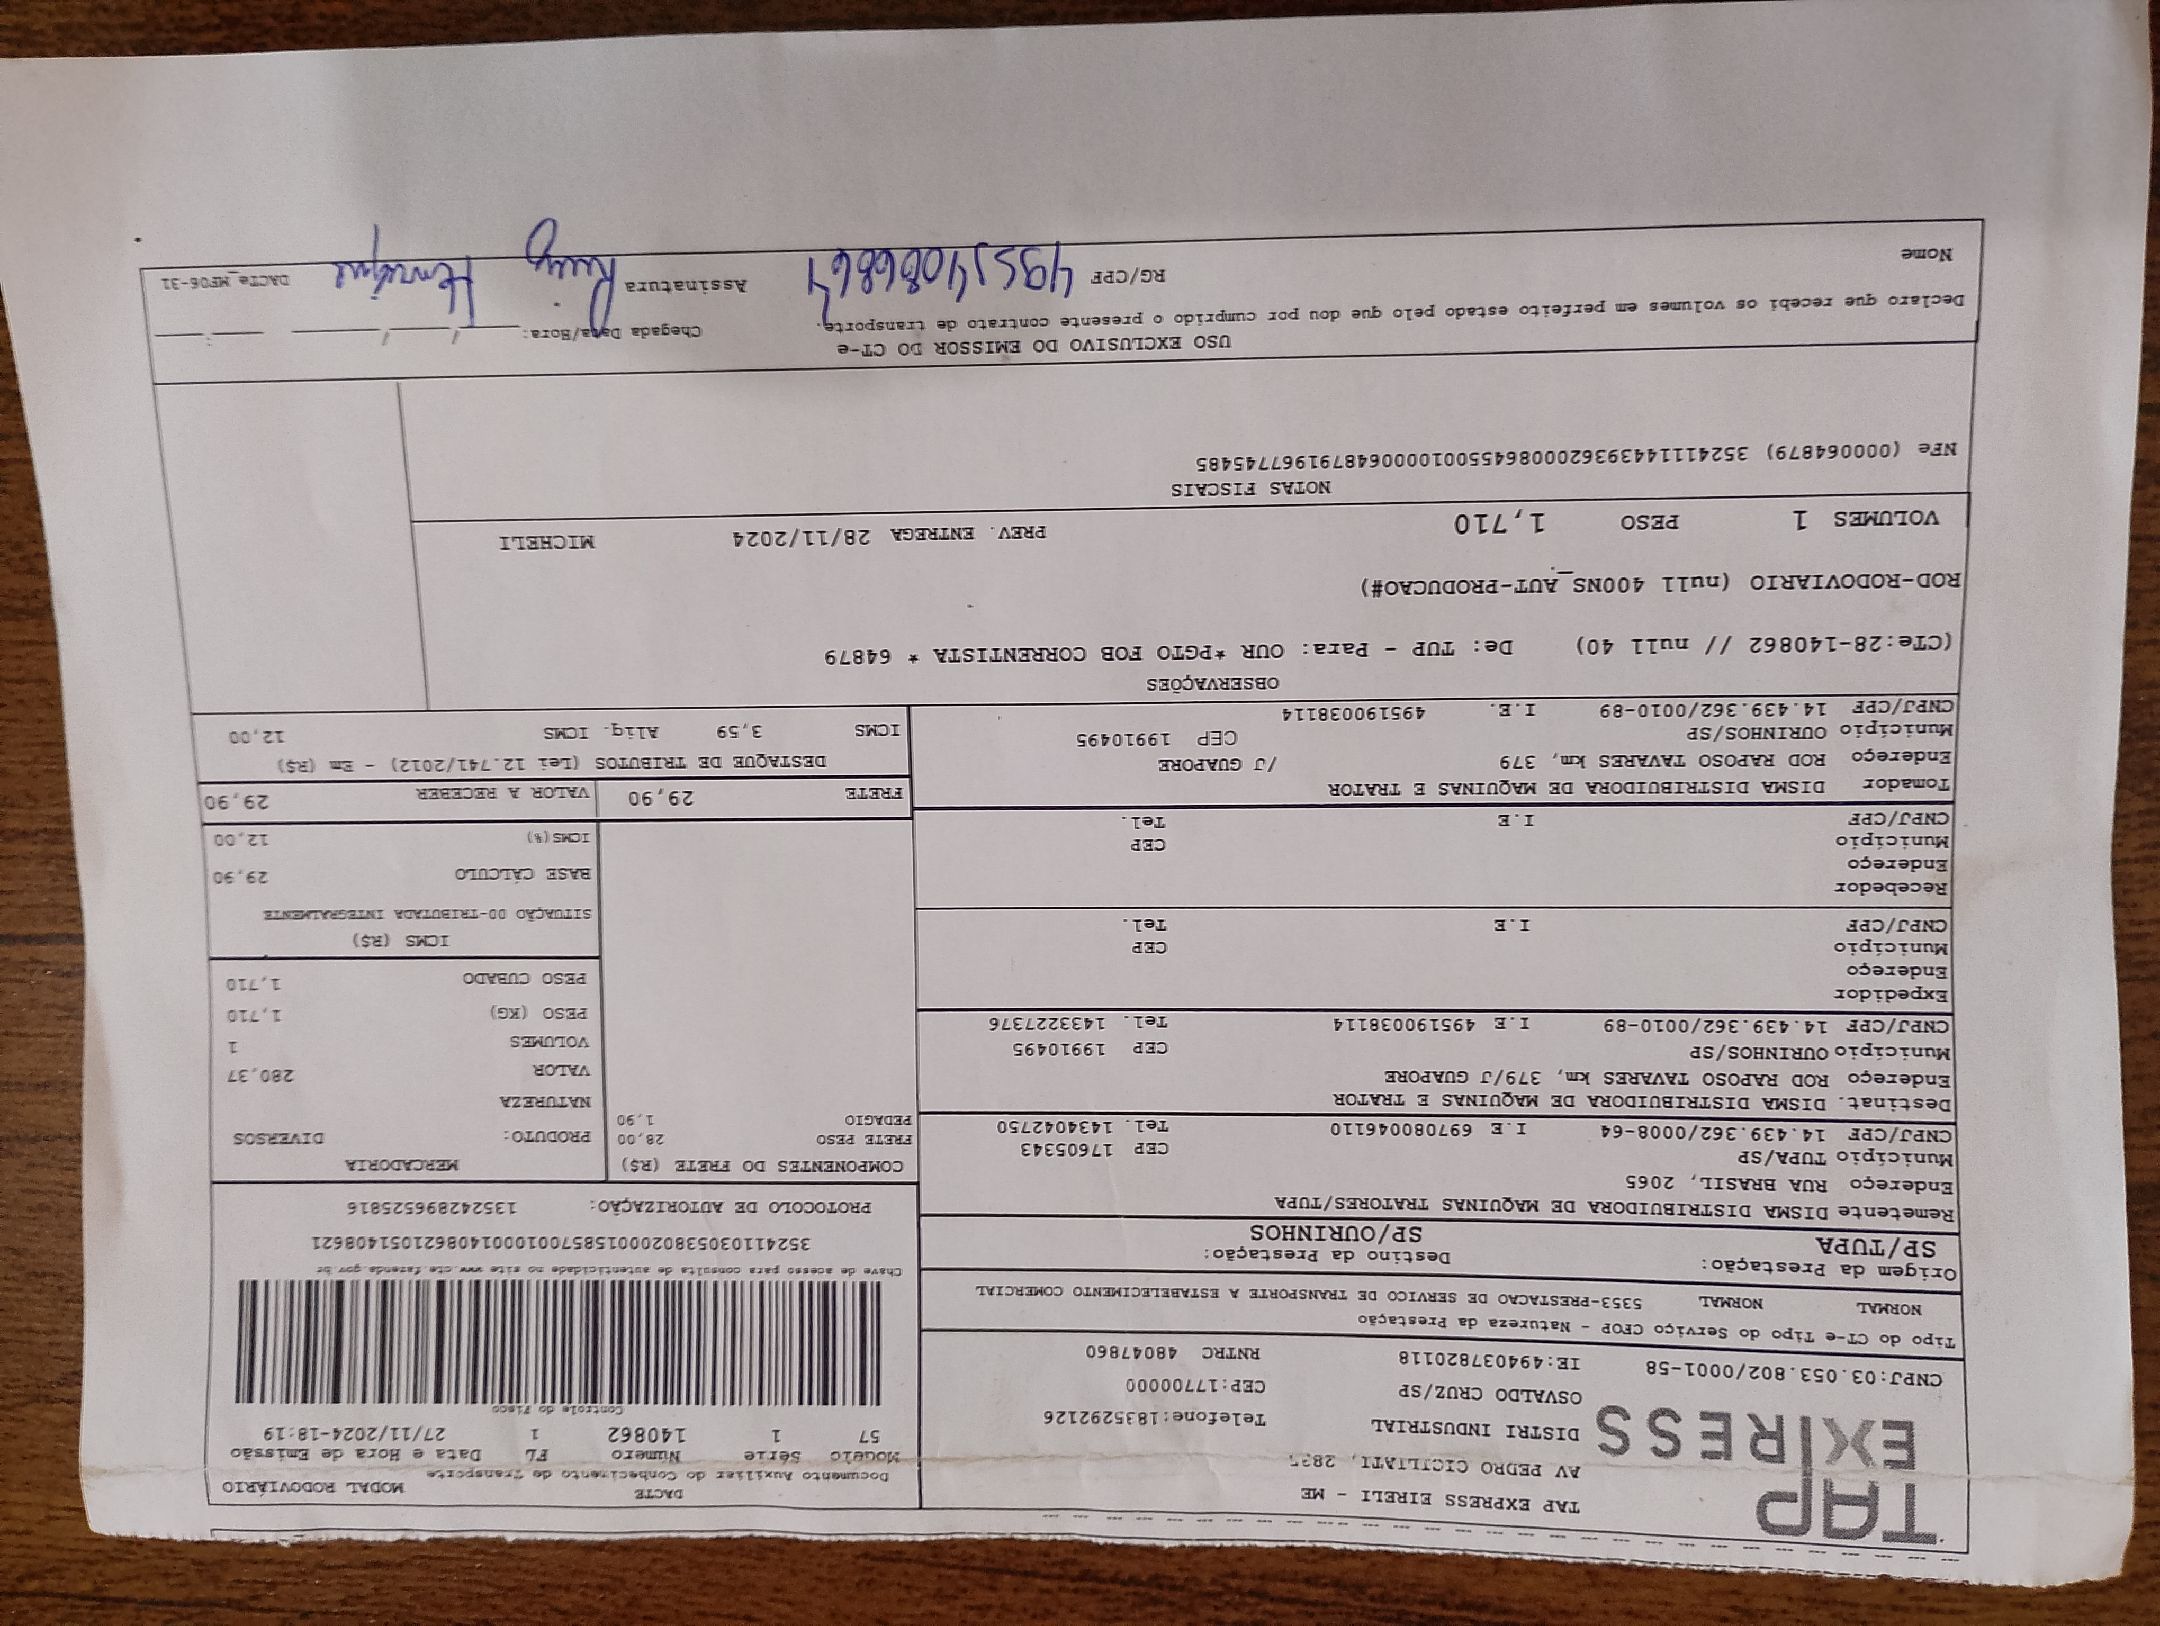 TAP EXPRESS
TAP EXPRESS EIRELI - ME
AV PEDRO CICILIATI,
DISTRI INDUSTRIAL
Telefone:1835292126
OSVALDO CRUZ/SP
CEP:17700000
CNPJ:03.053.802/0001-58 IE:494037820118 RNTRC 48047860
DACTE MODAL RODOVIÁRIO
Documento Auxiliar do Conhecimento de Transporte
Modelo Série Número FL Data e Hora de Emissão
57 1 140862 1 27/11/2024-18:19
Controle do Fisco
Chave de acesso para consulta de autenticidade no site www.cte.fazenda.gov.br
35241103053802000158570010001408621051408621
PROTOCOLO DE AUTORIZAÇÃO: 135242896525816
Tipo do CT-e Tipo do Serviço CFOP - Natureza da Prestação
NORMAL NORMAL 5353-PRESTACAO DE SERVICO DE TRANSPORTE A ESTABELECIMENTO COMERCIAL
Origem da Prestação: Destino da Prestação:
SP/TUPA SP/OURINHOS
Remetente DISMA DISTRIBUIDORA DE MAQUINAS TRATORES/TUPA
Endereço RUA BRASIL, 2065
Município TUPA/SP CEP 17605343
CNPJ/CPF 14.439.362/0008-64 I.E 697080046110 Tel. 1434042750
Destinat. DISMA DISTRIBUIDORA DE MAQUINAS E TRATOR
Endereço ROD RAPOSO TAVARES km, 379/J GUAPORE
Município OURINHOS/SP CEP 19910495
CNPJ/CPF 14.439.362/0010-89 I.E 495190038114 Tel. 1433227376
Expedidor
Endereço
Município CEP
CNPJ/CPF I.E Tel.
Recebedor
Endereço
Município CEP
CNPJ/CPF I.E Tel.
Tomador DISMA DISTRIBUIDORA DE MAQUINAS E TRATOR
Endereço ROD RAPOSO TAVARES km, 379 /J GUAPORE
Município OURINHOS/SP CEP 19910495
CNPJ/CPF 14.439.362/0010-89 I.E. 495190038114
COMPONENTES DO FRETE (R$)
FRETE PESO 28,00
PEDAGIO 1,90
MERCADORIA
PRODUTO: DIVERSOS
NATUREZA
VALOR 280,37
VOLUMES 1
PESO (KG) 1,710
PESO CUBADO 1,710
ICMS (R$)
SITUAÇÃO 00-TRIBUTADA INTEGRALMENTE
BASE CÁLCULO 29,90
ICMS(%) 12,00
FRETE 29,90 VALOR A RECEBER 29,90
DESTAQUE DE TRIBUTOS (Lei 12.741/2012) - Em (R$)
ICMS 3,59 Aliq. ICMS 12,00
OBSERVAÇÕES
(CTe:28-140862 // null 40) De: TUP - Para: OUR *PGTO FOB CORRENTISTA * 64879
ROD-RODOVIARIO (null 400NS_AUT-PRODUCAO#)
VOLUMES 1 PESO 1,710 PREV. ENTREGA 28/11/2024 MICHELI
NOTAS FISCAIS
NFe (000064879) 35241114439362000864550010000648791967745485
USO EXCLUSIVO DO EMISSOR DO CT-e
Declaro que recebi os volumes em perfeito estado pelo que dou por cumprido o presente contrato de transporte.
Chegada Data/Hora: __/__/__ __:__
Nome RG/CPF Assinatura Henrique DACTe_MF06-31